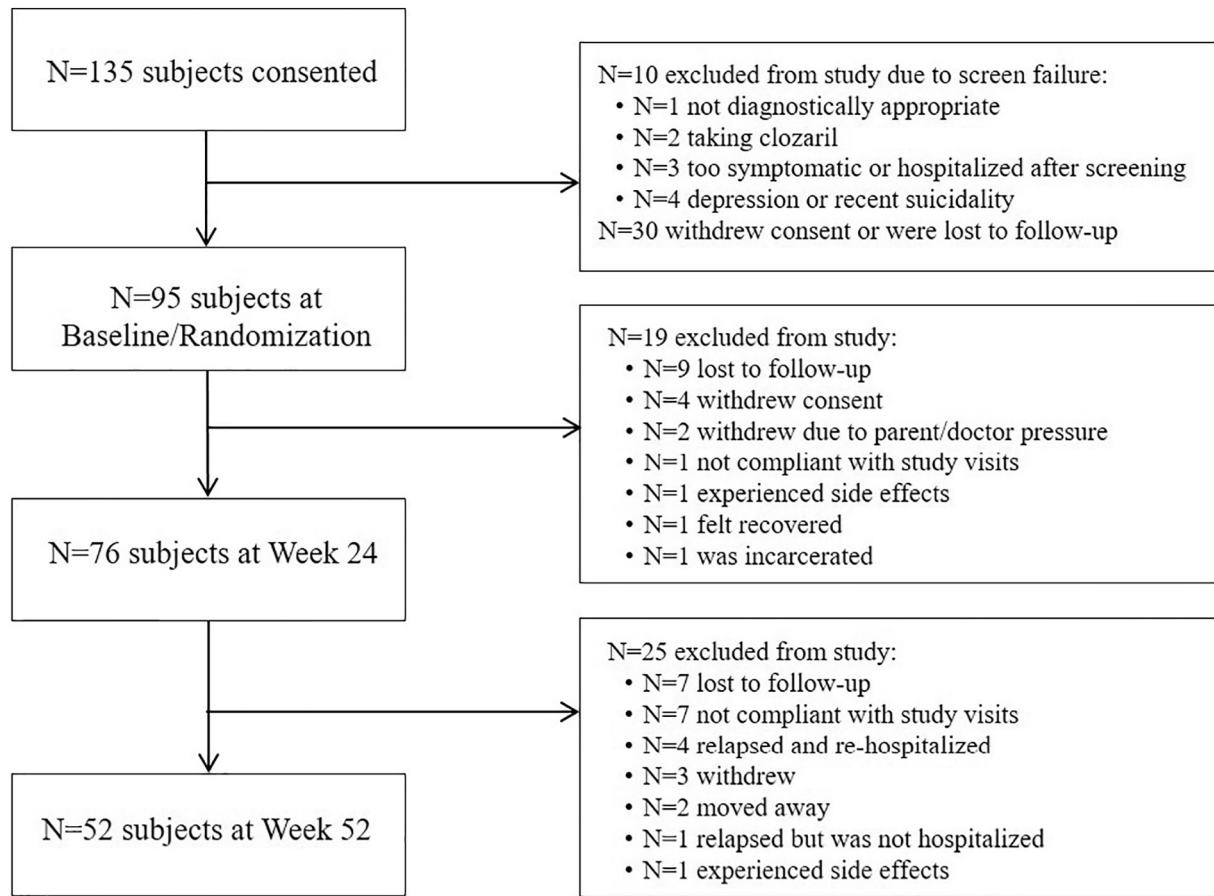 N=135 subjects consented
N=10 excluded from study due to screen failure:
• N=1 not diagnostically appropriate
• N=2 taking clozaril
• N=3 too symptomatic or hospitalized after screening
• N=4 depression or recent suicidality
N=30 withdrew consent or were lost to follow-up
N=95 subjects at
Baseline/Randomization
N=19 excluded from study:
• N=9 lost to follow-up
• N=4 withdrew consent
• N=2 withdrew due to parent/doctor pressure
• N=1 not compliant with study visits
• N=1 experienced side effects
• N=1 felt recovered
• N=1 was incarcerated
N=76 subjects at Week 24
N=25 excluded from study:
• N=7 lost to follow-up
• N=7 not compliant with study visits
• N=4 relapsed and re-hospitalized
• N=3 withdrew
• N=2 moved away
• N=1 relapsed but was not hospitalized
• N=1 experienced side effects
N=52 subjects at Week 52